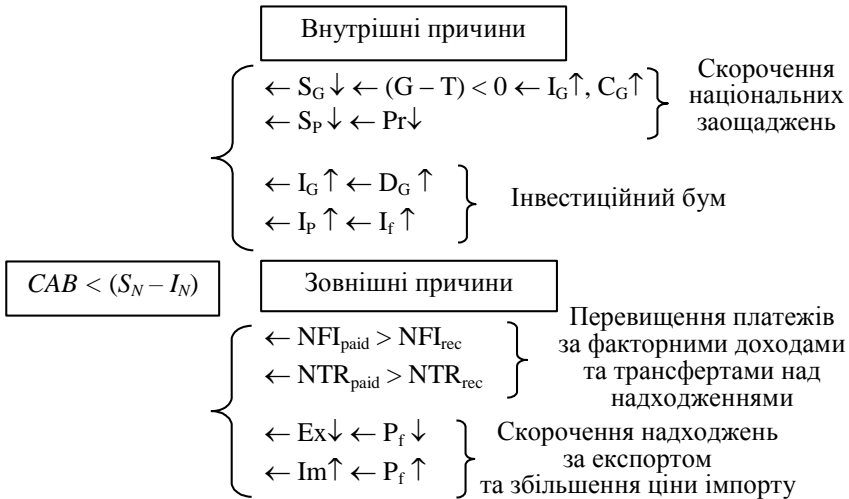 Внутрішні причини
← S_G ↓ ← (G – T) < 0 ← I_G ↑, C_G ↑
← S_P ↓ ← Pr ↓
Скорочення
національних
заощаджень
← I_G ↑ ← D_G ↑
← I_P ↑ ← I_f ↑
Інвестиційний бум
CAB < (S_N – I_N)
Зовнішні причини
← NFI_paid > NFI_rec
← NTR_paid > NTR_rec
Перевищення платежів
за факторними доходами
та трансфертами над
надходженнями
← Ex ↓ ← P_f ↓
← Im ↑ ← P_f ↑
Скорочення надходжень
за експортом
та збільшення ціни імпорту